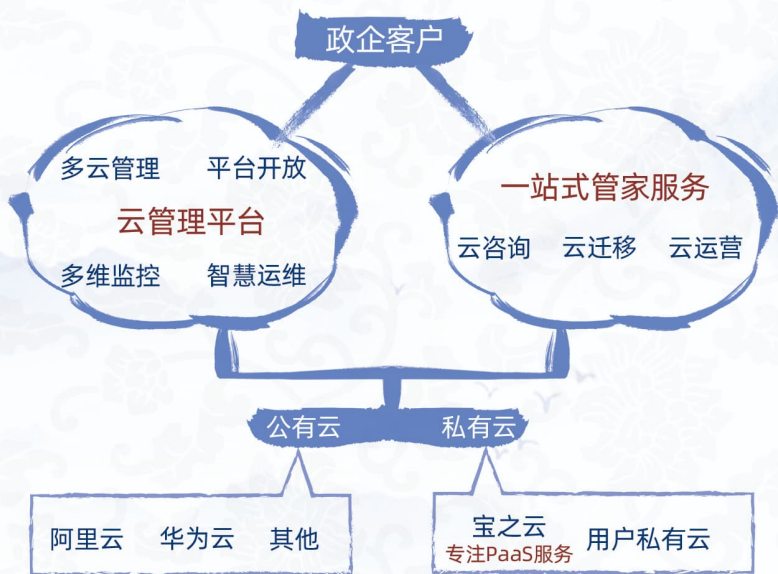 政企客户
多云管理 平台开放
云管理平台
多维监控 智慧运维
一站式管家服务
云咨询 云迁移 云运营
公有云 私有云
阿里云 华为云 其他
宝之云 用户私有云
专注PaaS服务